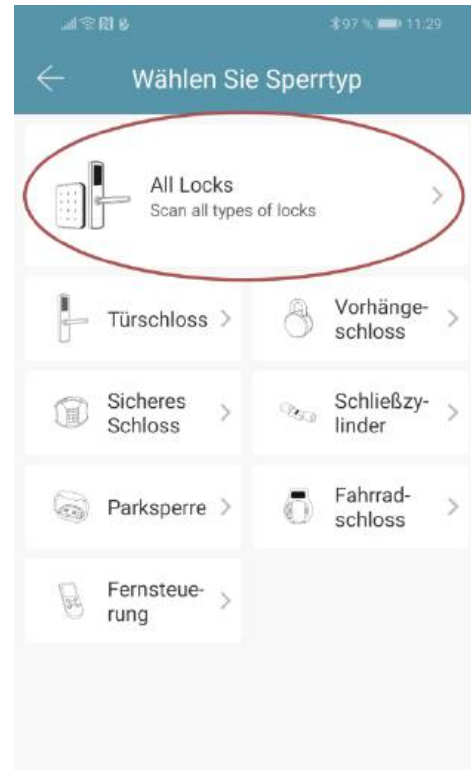 97 % 11:29
Wählen Sie Sperrtyp
All Locks
Scan all types of locks
Türschloss
Vorhänge-
schloss
Sicheres
Schloss
Schließzy-
linder
Parksperre
Fahrrad-
schloss
Fernsteue-
rung